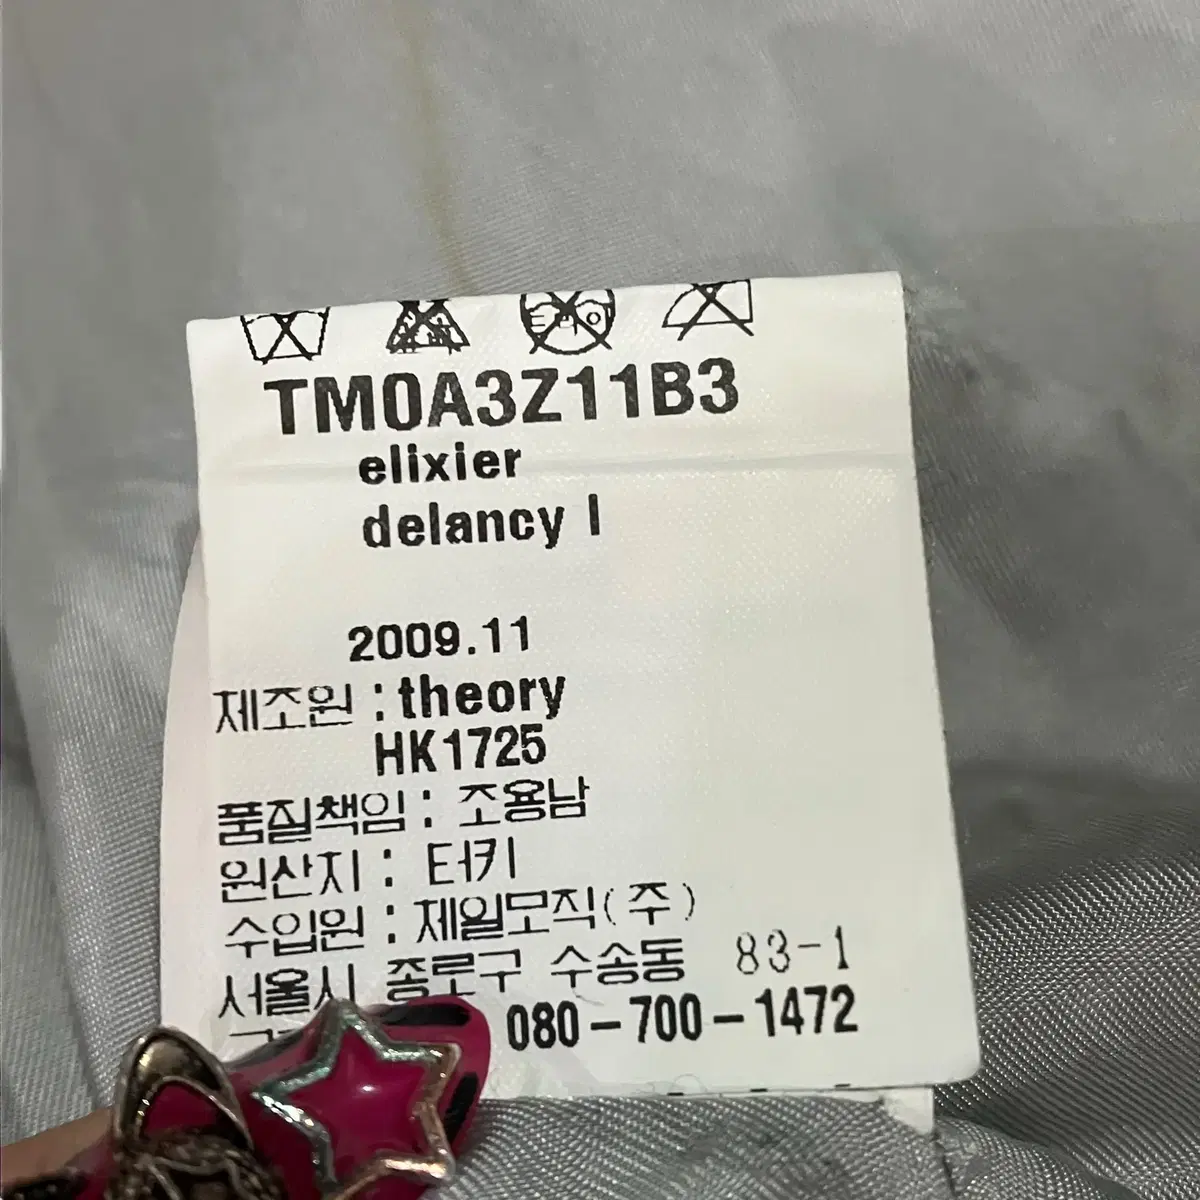 TM0A3Z11B3
elixier
delancy I
2009.11
제조원 : theory
HK1725
품질책임 : 조용남
원산지 : 터키
수입원 : 제일모직(주)
서울시 종로구 수송동 83-1
080-700-1472